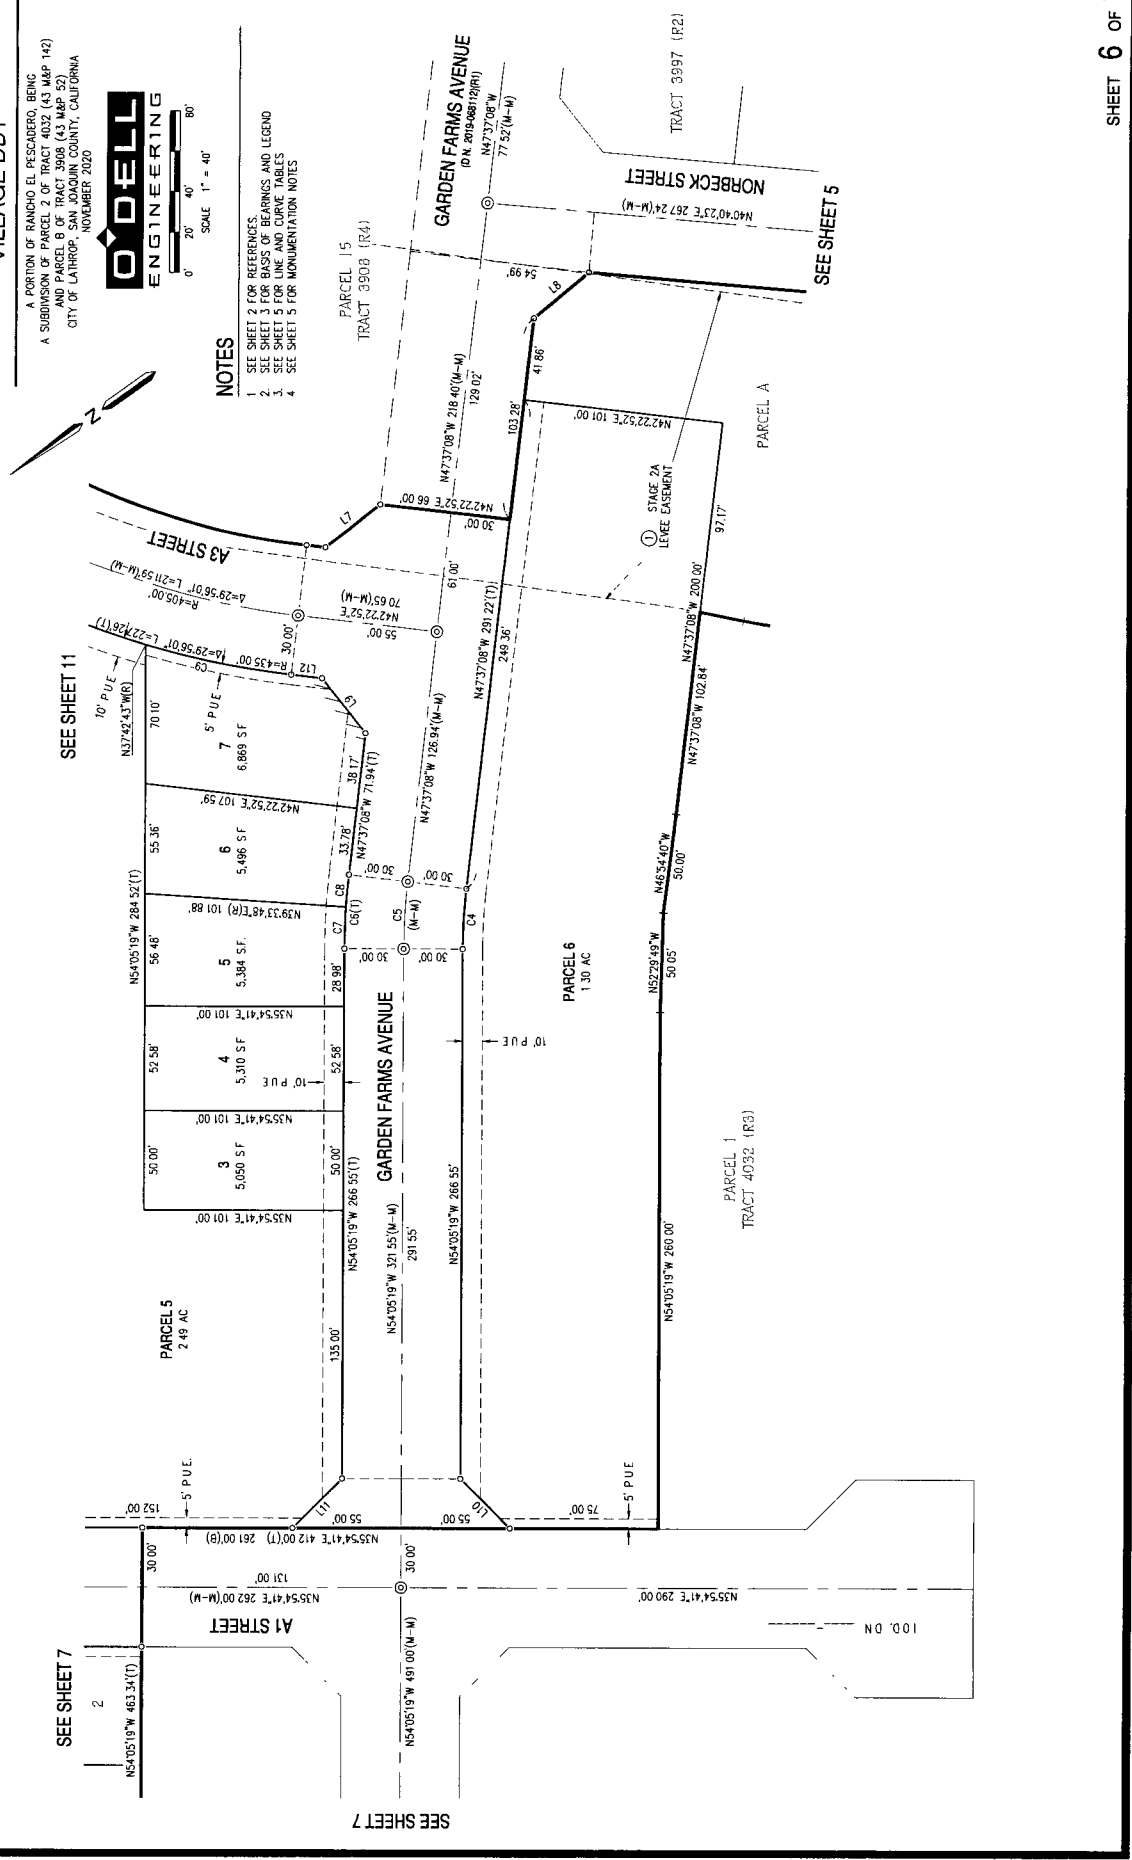 A PORTION OF RANCHO EL PESCADERO, BEING
A SUBDIVISION OF PARCEL 2 OF TRACT 4032 (43 M&P 142)
AND PARCEL B OF TRACT 3908 (43 M&P 52)
CITY OF LATHROP, SAN JOAQUIN COUNTY, CALIFORNIA
NOVEMBER 2020
O'DELL
ENGINEERING
0' 20' 40' 80'
SCALE 1" = 40'
NOTES
1 SEE SHEET 2 FOR REFERENCES.
2. SEE SHEET 3 FOR BASIS OF BEARINGS AND LEGEND
3. SEE SHEET 5 FOR LINE AND CURVE TABLES
4 SEE SHEET 5 FOR MONUMENTATION NOTES
N
SEE SHEET 7
2
N54°05'19"W 463 34'(T)
A1 STREET
N35°54'41"E 262 00'(M-M)
131 00'
30 00'
152 00'
5' PUE.
N35°54'41"E 412 00'(T) 261 00'(B)
L11
55 00'
55 00'
30 00'
L10
75 00'
5' PUE
N35°54'41"E 290 00'
I.O.D. DN
N54°05'19"W 491 00'(M-M)
SEE SHEET 7
PARCEL 5
2 49 AC
135 00'
N54°05'19"W 266 55'(T)
N54°05'19"W 321 55'(M-M)
291 55'
N54°05'19"W 266 55'
N54°05'19"W 260 00'
GARDEN FARMS AVENUE
N54°05'19"W 284 52'(T)
50 00'
52 58'
56 48'
55 36'
70 10'
N35°54'41"E 101 00'
3
5,050 SF
50 00'
N35°54'41"E 101 00'
4
5,310 SF
10' PUE
52 58'
N35°54'41"E 101 00'
5
5,384 S.F.
28 98'
C7
N39°33'48"E(R) 101 88'
6
5,496 SF
C8
33.78'
N42°22'52"E 107 59'
7
6,869 SF
38 17'
N47°37'08"W 71.94'(T)
C6(T)
C5
(M-M)
C4
30 00'
30 00'
30 00'
30 00'
SEE SHEET 11
10' PUE
N37°42'43"W(R)
5' PUE
C9
Δ=29°56'01" L=227.26'(T)
R=435 00'
L12
L9
30 00'
R=405.00'
Δ=29°56'01" L=211 59'(M-M)
A3 STREET
N42°22'52"E
70 65'(M-M)
55 00'
L7
N42°22'52"E 66 00'
30 00'
61 00'
N47°37'08"W 126.94'(M-M)
N47°37'08"W 291 22'(T)
249 36'
N47°37'08"W 218 40'(M-M)
129 02'
103 28'
41 86'
L8
54 99'
PARCEL 15
TRACT 3908 (R4)
GARDEN FARMS AVENUE
(D N. 2019-068112)(R1)
N47°37'08"W
77 52'(M-M)
TRACT 3997 (R2)
NORBECK STREET
N40°40'23"E 267 24'(M-M)
SEE SHEET 5
N42°22'52"E 101 00'
PARCEL A
1 STAGE 2A
LEVEE EASEMENT
97.17'
N47°37'08"W 200 00'
N47°37'08"W 102.84'
N46°54'40"W
50.00'
N52°29'49"W
50 05'
PARCEL 6
1 30 AC
10' PUE
PARCEL 1
TRACT 4032 (R3)
SHEET 6 OF